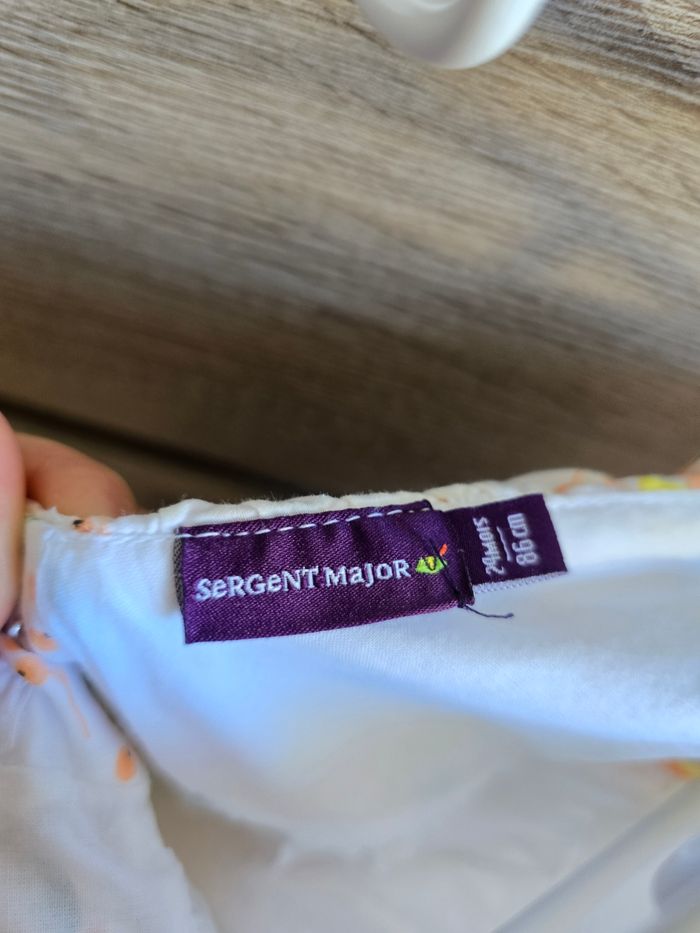 SeRGeNT MajoR
24MOIS
86CM